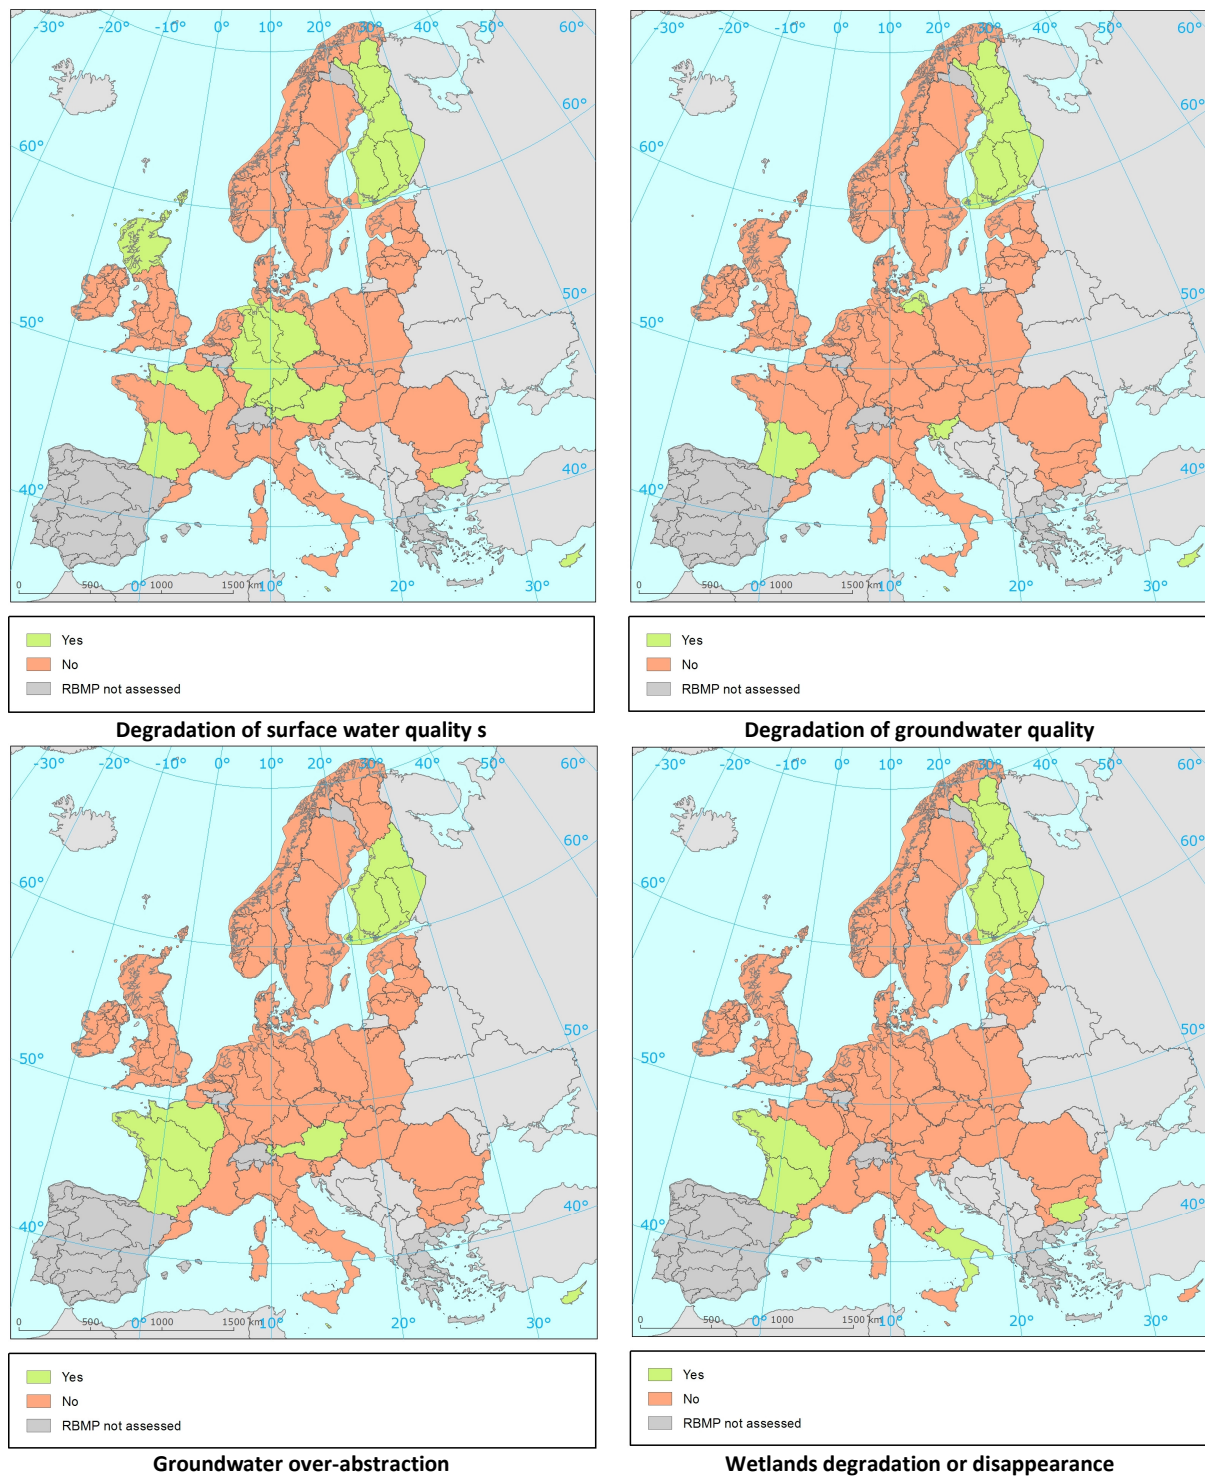 -30° -20° -10° 0° 10° 20° 30° 40° 50° 60°
60°
60°
50°
50°
40°
40°
0 500 1000 1500 km
0° 10° 20° 30°
Yes
No
RBMP not assessed
Degradation of surface water quality s
-30° -20° -10° 0° 10° 20° 30° 40° 50° 60°
60°
60°
50°
50°
40°
40°
0 500 1000 1500 km
0° 10° 20° 30°
Yes
No
RBMP not assessed
Degradation of groundwater quality
-30° -20° -10° 0° 10° 20° 30° 40° 50° 60°
60°
60°
50°
50°
40°
40°
0 500 1000 1500 km
0° 10° 20° 30°
Yes
No
RBMP not assessed
Groundwater over-abstraction
-30° -20° -10° 0° 10° 20° 30° 40° 50° 60°
60°
60°
50°
50°
40°
40°
0 500 1000 1500 km
0° 10° 20° 30°
Yes
No
RBMP not assessed
Wetlands degradation or disappearance